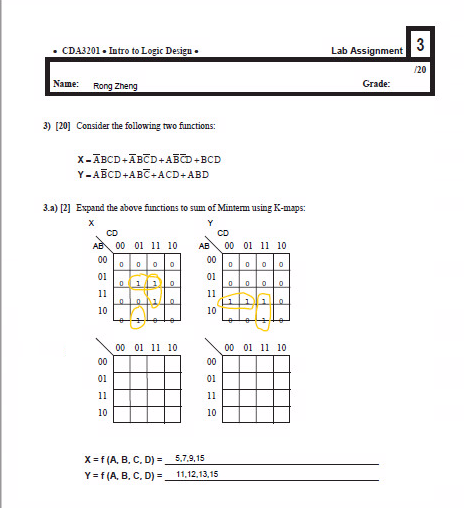 • CDA3201 • Intro to Logic Design •
Lab Assignment 3
/20
Name: Rong Zheng Grade:
3) [20] Consider the following two functions:
X = A̅BCD+A̅BC̅D+AB̅C̅D+BCD
Y = AB̅CD+ABC̅+ACD+ABD
3.a) [2] Expand the above functions to sum of Minterm using K-maps:
X Y
CD CD
AB 00 01 11 10 AB 00 01 11 10
00 0 0 0 0 00 0 0 0 0
01 0 1 1 0 01 0 0 0 0
11 0 0 1 0 11 1 1 1 0
10 0 1 0 0 10 0 0 1 0
00 01 11 10 00 01 11 10
00 00
01 01
11 11
10 10
X = f (A, B, C, D) = 5,7,9,15
Y = f (A, B, C, D) = 11,12,13,15